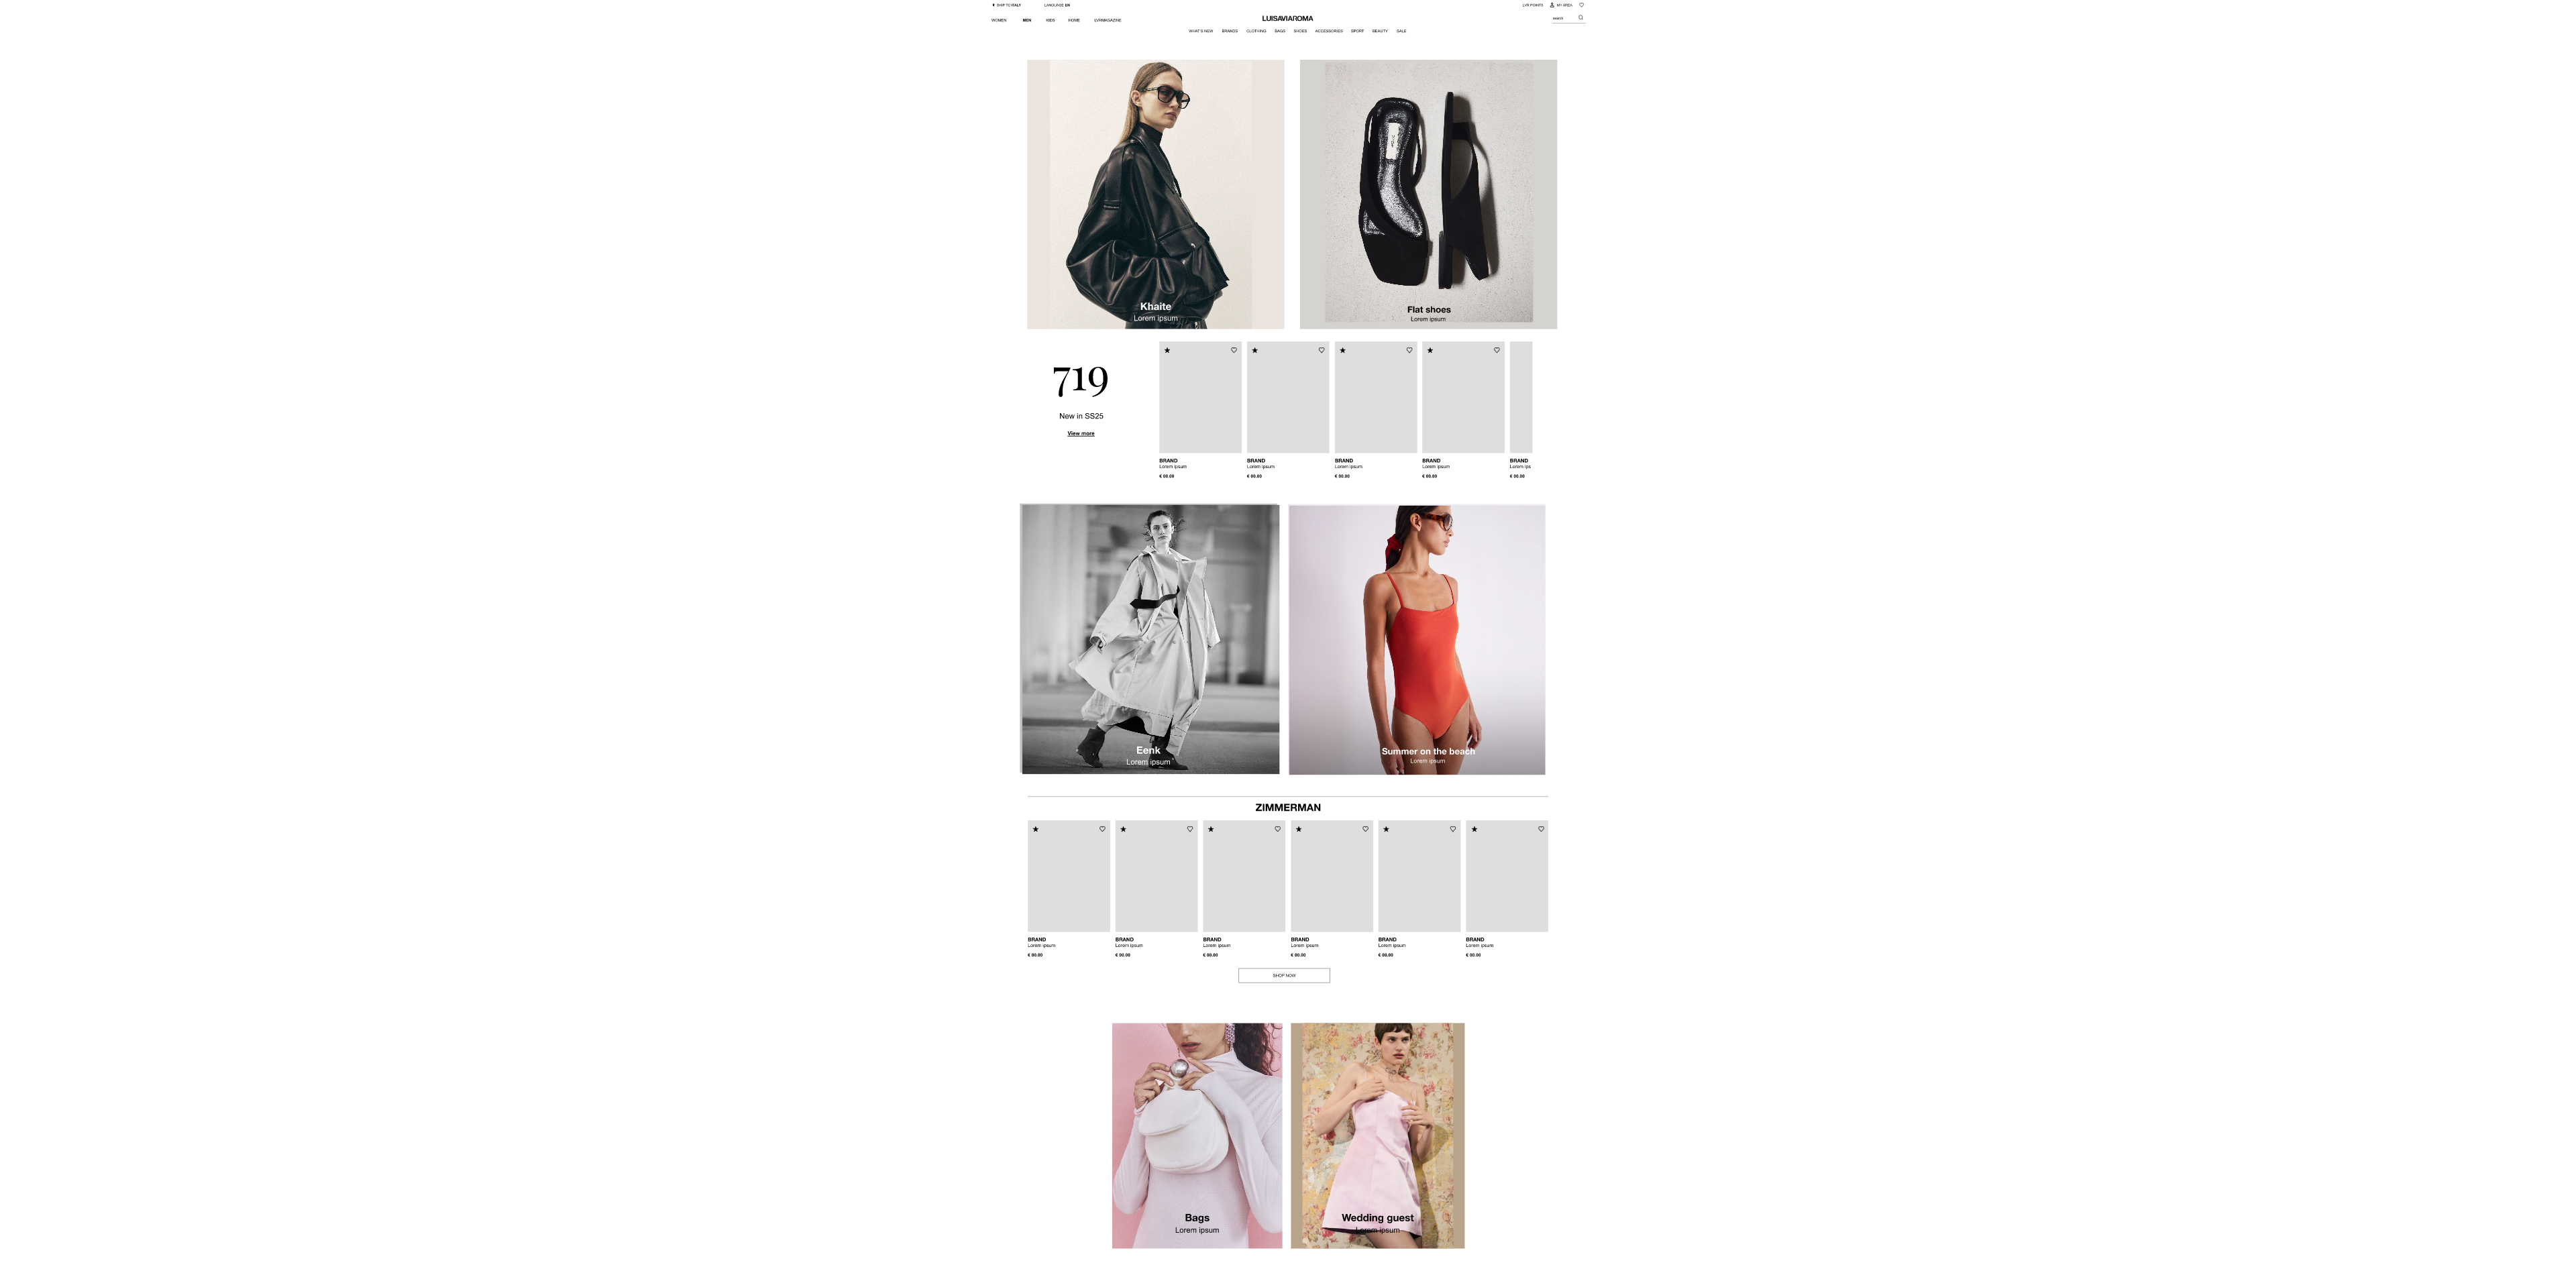 SHIP TO ITALY
LANGUAGE EN
LVR POINTS
MY AREA
WOMEN MEN KIDS HOME LVRMAGAZINE
LUISAVIAROMA
search
WHAT'S NEW BRANDS CLOTHING BAGS SHOES ACCESSORIES SPORT BEAUTY SALE
Khaite
Lorem ipsum
Flat shoes
Lorem ipsum
719
New in SS25
View more
BRAND BRAND BRAND BRAND BRAND
Lorem ipsum Lorem ipsum Lorem ipsum Lorem ipsum Lorem ips
€ 00.00 € 00.00 € 00.00 € 00.00 € 00.00
Eenk
Lorem ipsum
Summer on the beach
Lorem ipsum
ZIMMERMAN
BRAND BRAND BRAND BRAND BRAND BRAND
Lorem ipsum Lorem ipsum Lorem ipsum Lorem ipsum Lorem ipsum Lorem ipsum
€ 00.00 € 00.00 € 00.00 € 00.00 € 00.00 € 00.00
SHOP NOW
Bags
Lorem ipsum
Wedding guest
Lorem ipsum